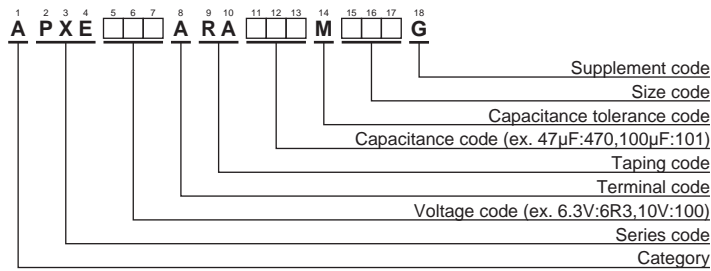 1 2 3 4 5 6 7 8 9 10 11 12 13 14 15 16 17 18
A P X E A R A M G
Supplement code
Size code
Capacitance tolerance code
Capacitance code (ex. 47μF:470,100μF:101)
Taping code
Terminal code
Voltage code (ex. 6.3V:6R3,10V:100)
Series code
Category